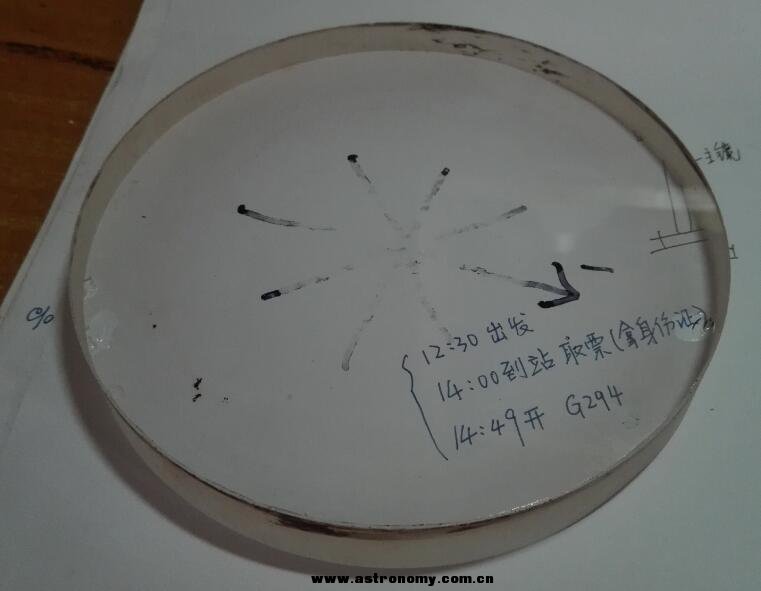 主镜
12:30 出发
14:00到站 取票(拿身份证)
14:49开 G294
www.astronomy.com.cn